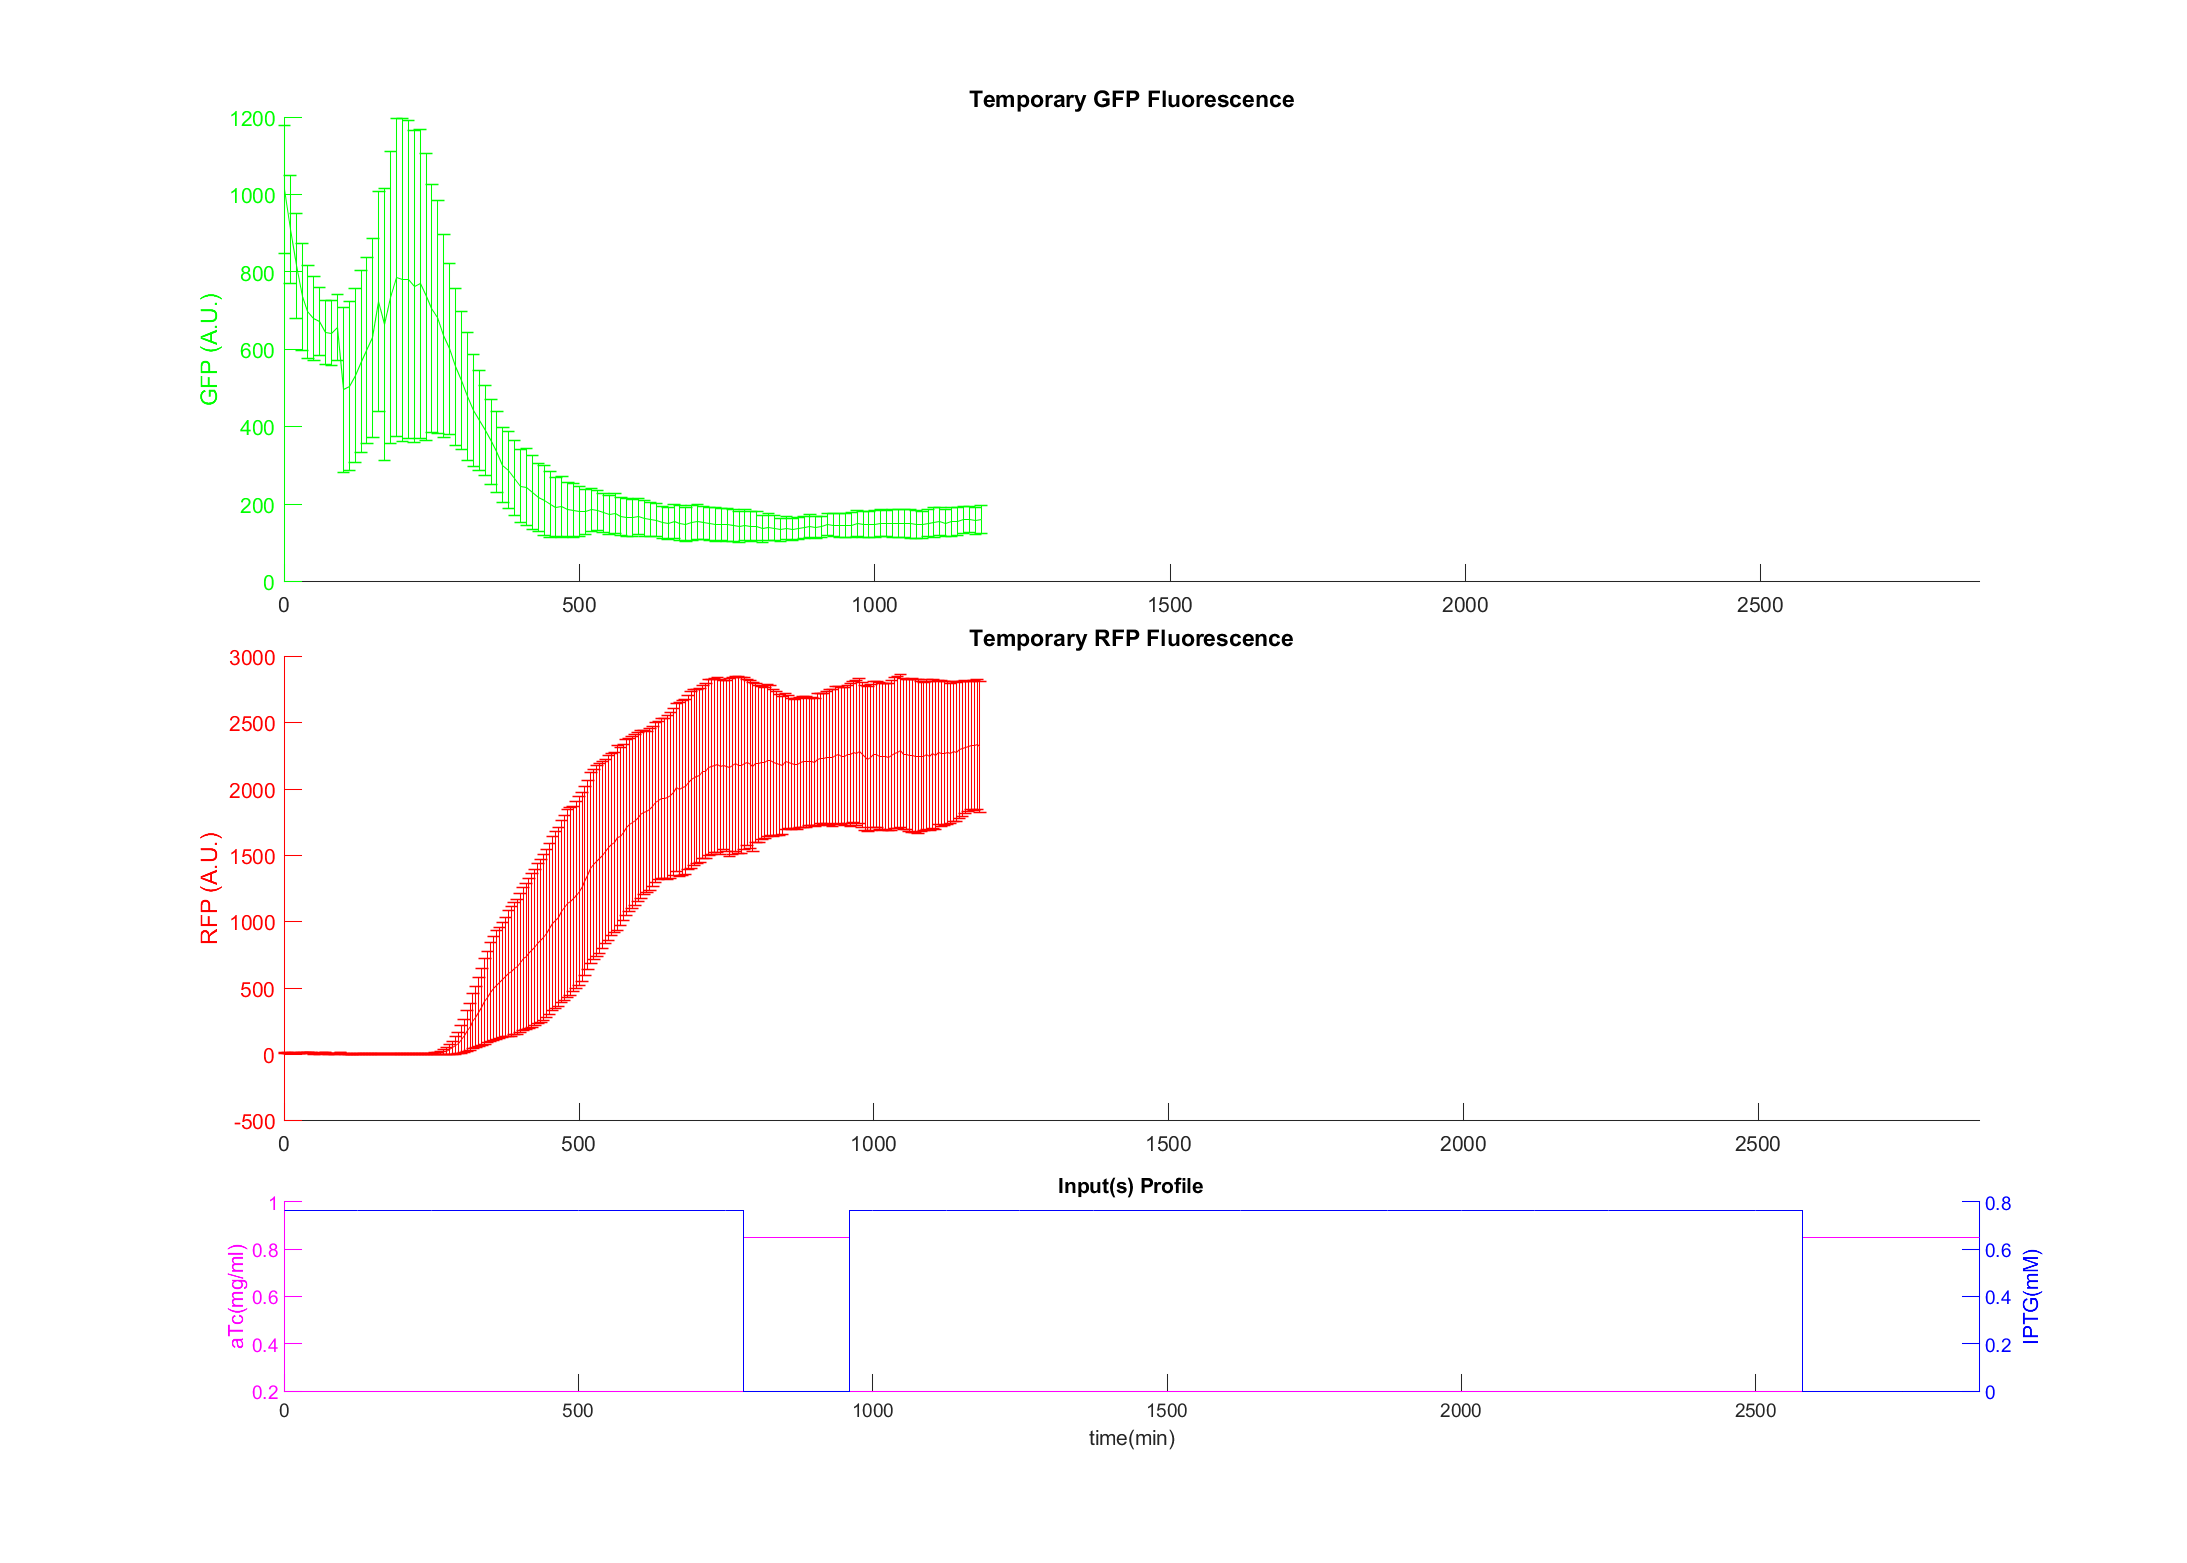 Temporary GFP Fluorescence
1200
1000
800
600
400
200
0
GFP (A.U.)
0 500 1000 1500 2000 2500
Temporary RFP Fluorescence
3000
2500
2000
1500
1000
500
0
-500
RFP (A.U.)
0 500 1000 1500 2000 2500
Input(s) Profile
1
0.8
0.6
0.4
0.2
aTc(mg/ml)
0.8
0.6
0.4
0.2
0
IPTG(mM)
0 500 1000 1500 2000 2500
time(min)